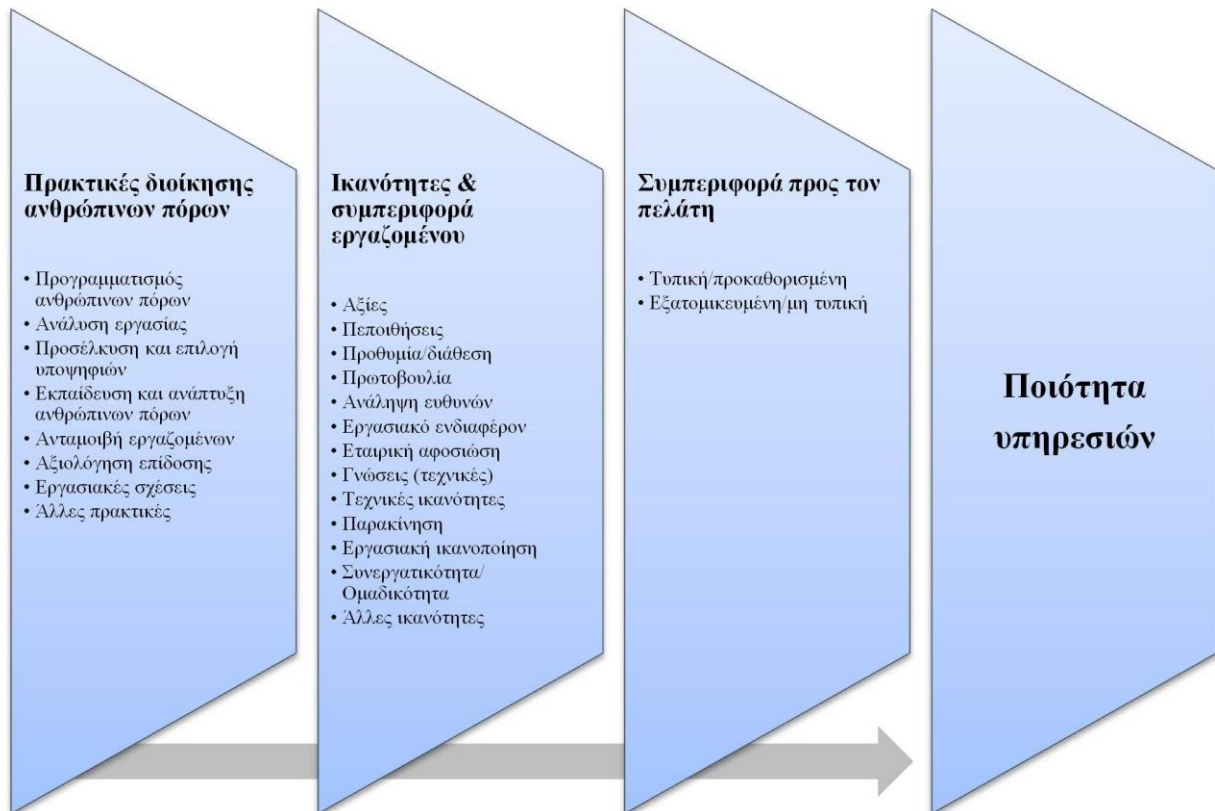 Πρακτικές διοίκησης
ανθρώπινων πόρων
• Προγραμματισμός
ανθρώπινων πόρων
• Ανάλυση εργασίας
• Προσέλκυση και επιλογή
υποψηφιών
• Εκπαίδευση και ανάπτυξη
ανθρώπινων πόρων
• Ανταμοιβή εργαζομένων
• Αξιολόγηση επίδοσης
• Εργασιακές σχέσεις
• Άλλες πρακτικές
Ικανότητες &
συμπεριφορά
εργαζομένου
• Αξίες
• Πεποιθήσεις
• Προθυμία/διάθεση
• Πρωτοβουλία
• Ανάληψη ευθυνών
• Εργασιακό ενδιαφέρον
• Εταιρική αφοσίωση
• Γνώσεις (τεχνικές)
• Τεχνικές ικανότητες
• Παρακίνηση
• Εργασιακή ικανοποίηση
• Συνεργατικότητα/
Ομαδικότητα
• Άλλες ικανότητες
Συμπεριφορά προς τον
πελάτη
• Τυπική/προκαθορισμένη
• Εξατομικευμένη/μη τυπική
Ποιότητα
υπηρεσιών